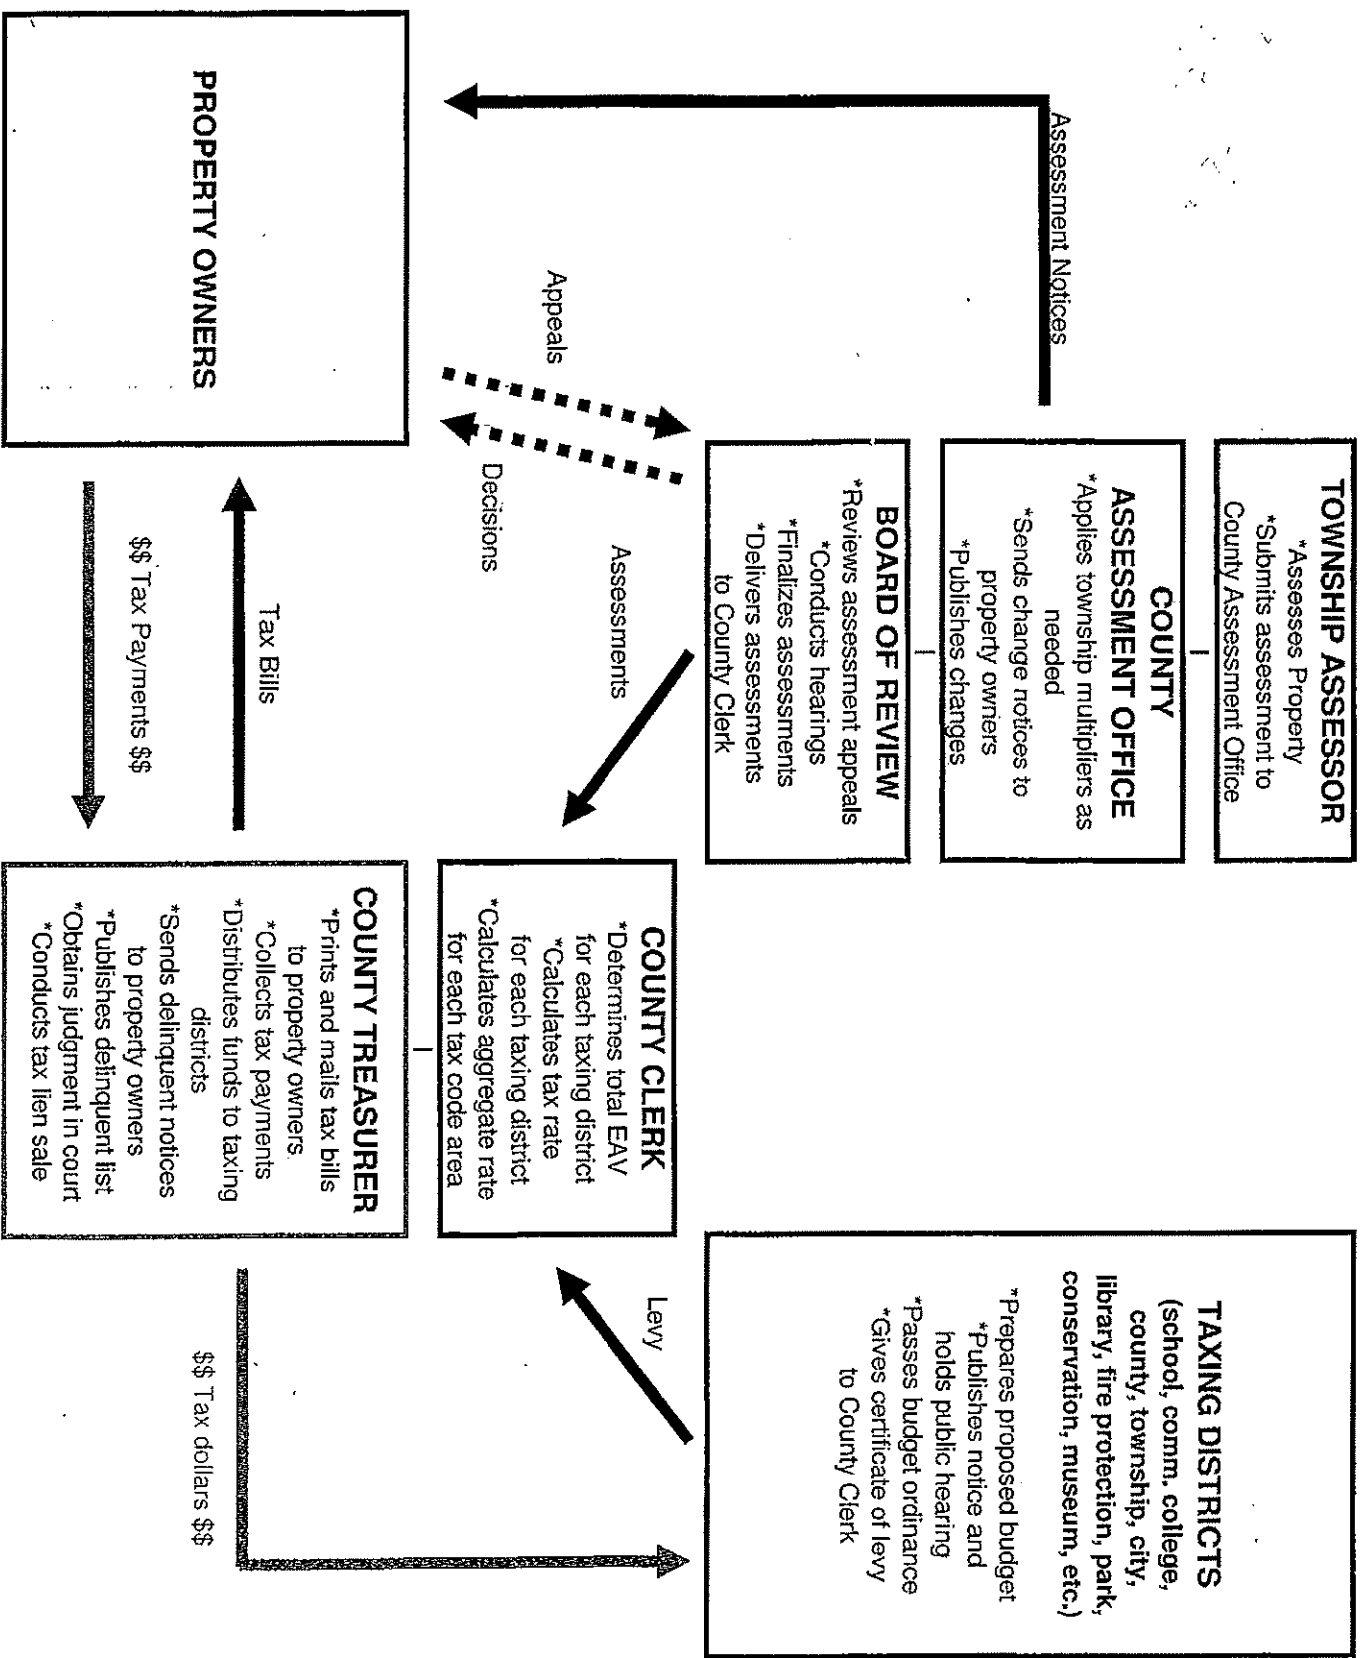 TOWNSHIP ASSESSOR
*Assesses Property
*Submits assessment to
County Assessment Office
COUNTY
ASSESSMENT OFFICE
*Applies township multipliers as
needed
*Sends change notices to
property owners
*Publishes changes
BOARD OF REVIEW
*Reviews assessment appeals
*Conducts hearings
*Finalizes assessments
*Delivers assessments
to County Clerk
TAXING DISTRICTS
(school, comm. college,
county, township, city,
library, fire protection, park,
conservation, museum, etc.)
*Prepares proposed budget
*Publishes notice and
holds public hearing
*Passes budget ordinance
*Gives certificate of levy
to County Clerk
Assessment Notices
Appeals
Decisions
Assessments
Levy
COUNTY CLERK
*Determines total EAV
for each taxing district
*Calculates tax rate
for each taxing district
*Calculates aggregate rate
for each tax code area
PROPERTY OWNERS
Tax Bills
$$ Tax Payments $$
COUNTY TREASURER
*Prints and mails tax bills
to property owners
*Collects tax payments
*Distributes funds to taxing
districts
*Sends delinquent notices
to property owners
*Publishes delinquent list
*Obtains judgment in court
*Conducts tax lien sale
$$ Tax dollars $$